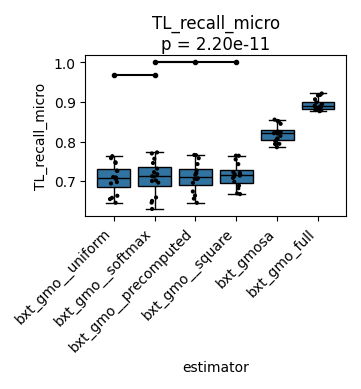 TL_recall_micro
p = 2.20e-11
TL_recall_micro
1.0
0.9
0.8
0.7
bxt_gmo__uniform
bxt_gmo__softmax
bxt_gmo__precomputed
bxt_gmo__square
bxt_gmosa
bxt_gmo_full
estimator